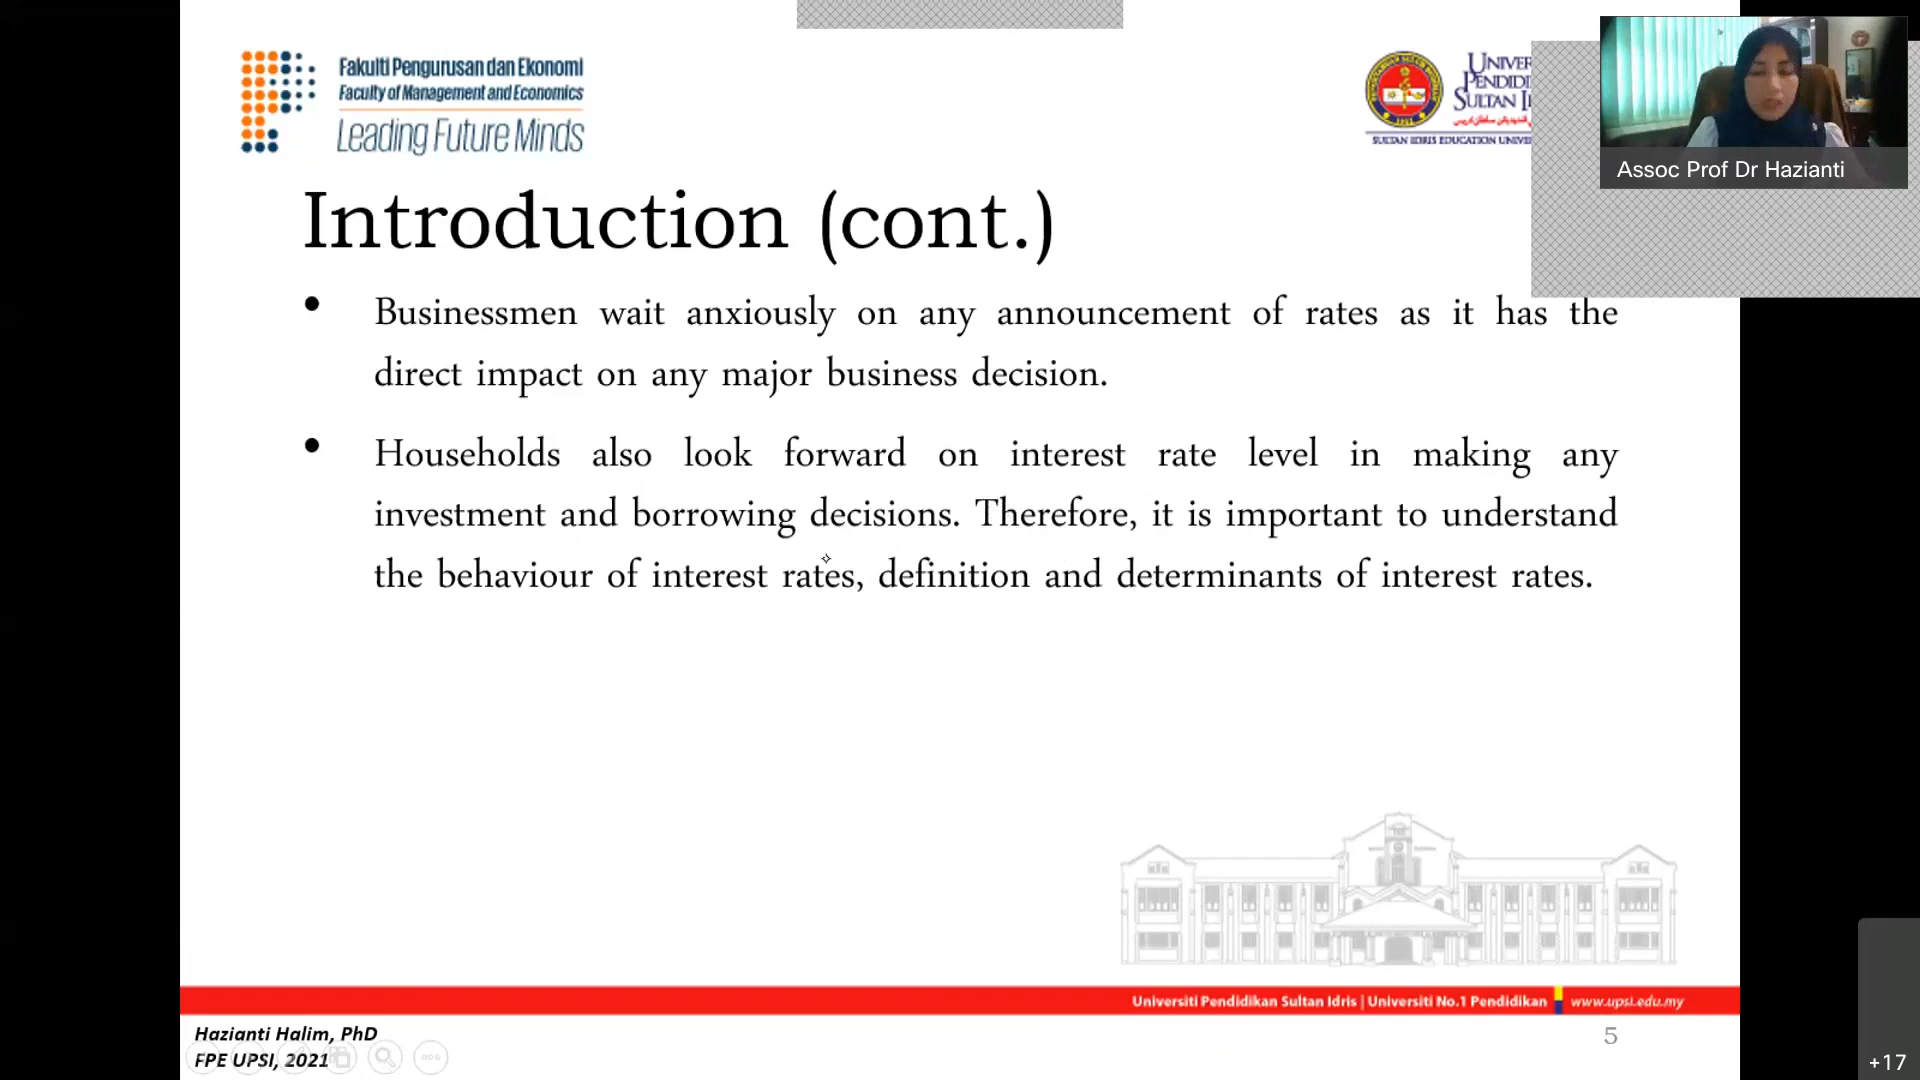 Fakulti Pengurusan dan Ekonomi
Faculty of Management and Economics
Leading Future Minds
SULTAN IDRIS EDUCATION
Assoc Prof Dr Hazianti
Introduction (cont.)
• Businessmen wait anxiously on any announcement of rates as it has the
direct impact on any major business decision.
• Households also look forward on interest rate level in making any
investment and borrowing decisions. Therefore, it is important to understand
the behaviour of interest rates, definition and determinants of interest rates.
Universiti Pendidikan Sultan Idris | Universiti No.1 Pendidikan www.upsi.edu.my
Hazianti Halim, PhD
FPE UPSI, 2021
5
+17